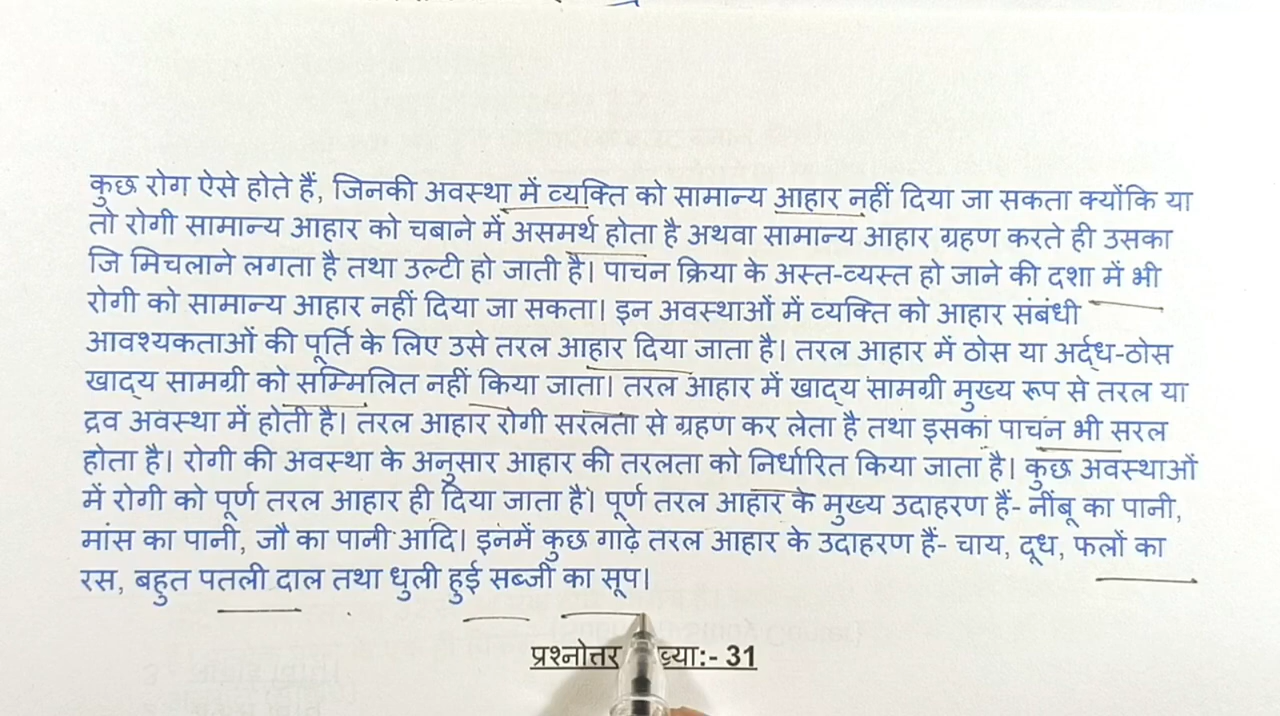 कुछ रोग ऐसे होते हैं, जिनकी अवस्था में व्यक्ति को सामान्य आहार नहीं दिया जा सकता क्योंकि या
तो रोगी सामान्य आहार को चबाने में असमर्थ होता है अथवा सामान्य आहार ग्रहण करते ही उसका
जि मिचलाने लगता है तथा उल्टी हो जाती है। पाचन क्रिया के अस्त-व्यस्त हो जाने की दशा में भी
रोगी को सामान्य आहार नहीं दिया जा सकता। इन अवस्थाओं में व्यक्ति को आहार संबंधी
आवश्यकताओं की पूर्ति के लिए उसे तरल आहार दिया जाता है। तरल आहार में ठोस या अर्द्ध-ठोस
खाद्य सामग्री को सम्मिलित नहीं किया जाता। तरल आहार में खाद्य सामग्री मुख्य रूप से तरल या
द्रव अवस्था में होती है। तरल आहार रोगी सरलता से ग्रहण कर लेता है तथा इसका पाचन भी सरल
होता है। रोगी की अवस्था के अनुसार आहार की तरलता को निर्धारित किया जाता है। कुछ अवस्थाओं
में रोगी को पूर्ण तरल आहार ही दिया जाता है। पूर्ण तरल आहार के मुख्य उदाहरण हैं- नींबू का पानी,
मांस का पानी, जौ का पानी आदि। इनमें कुछ गाढ़े तरल आहार के उदाहरण हैं- चाय, दूध, फलों का
रस, बहुत पतली दाल तथा धुली हुई सब्जी का सूप।
प्रश्नोतर ख्या:- 31